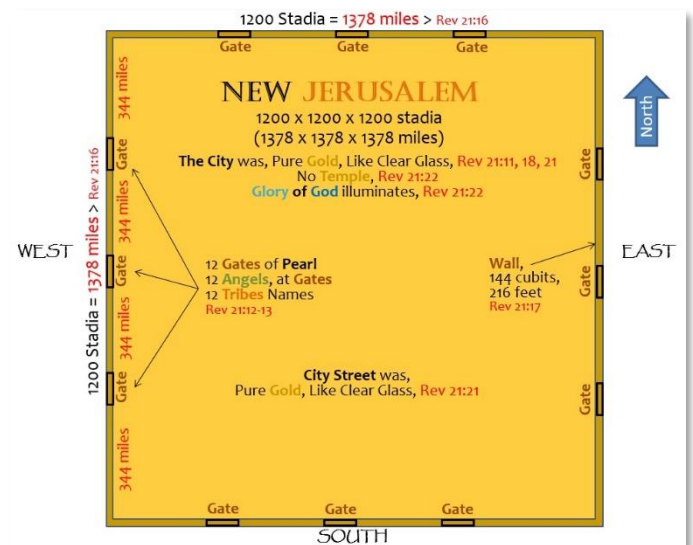 1200 Stadia = 1378 miles > Rev 21:16
Gate
Gate
Gate
NEW JERUSALEM
1200 x 1200 x 1200 stadia
(1378 x 1378 x 1378 miles)
The City was, Pure Gold, Like Clear Glass, Rev 21:11, 18, 21
No Temple, Rev 21:22
Glory of God illuminates, Rev 21:22
North
WEST
1200 Stadia = 1378 miles > Rev 21:16
344 miles
Gate
344 miles
Gate
344 miles
Gate
344 miles
12 Gates of Pearl
12 Angels, at Gates
12 Tribes Names
Rev 21:12-13
Wall,
144 cubits,
216 feet
Rev 21:17
Gate
Gate
Gate
EAST
City Street was,
Pure Gold, Like Clear Glass, Rev 21:21
Gate
Gate
Gate
SOUTH